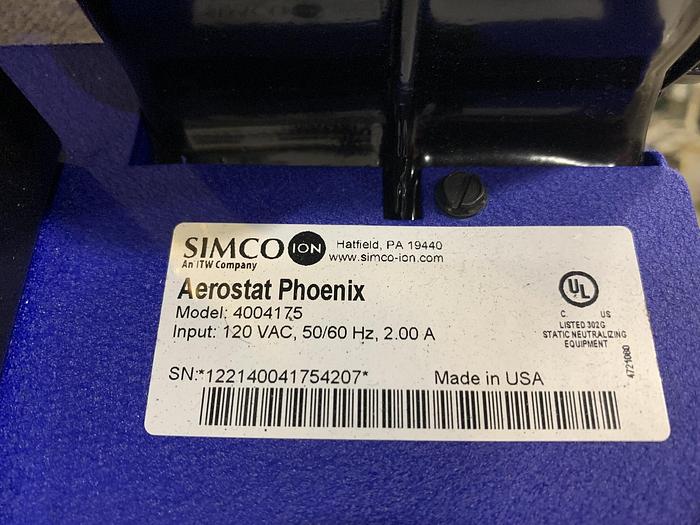 SIMCO ION
An ITW Company
Hatfield, PA 19440
www.simco-ion.com
Aerostat Phoenix
Model: 4004175
Input: 120 VAC, 50/60 Hz, 2.00 A
UL
C. US
LISTED 302G
STATIC NEUTRALIZING
EQUIPMENT
4721080
SN:*122140041754207*
Made in USA